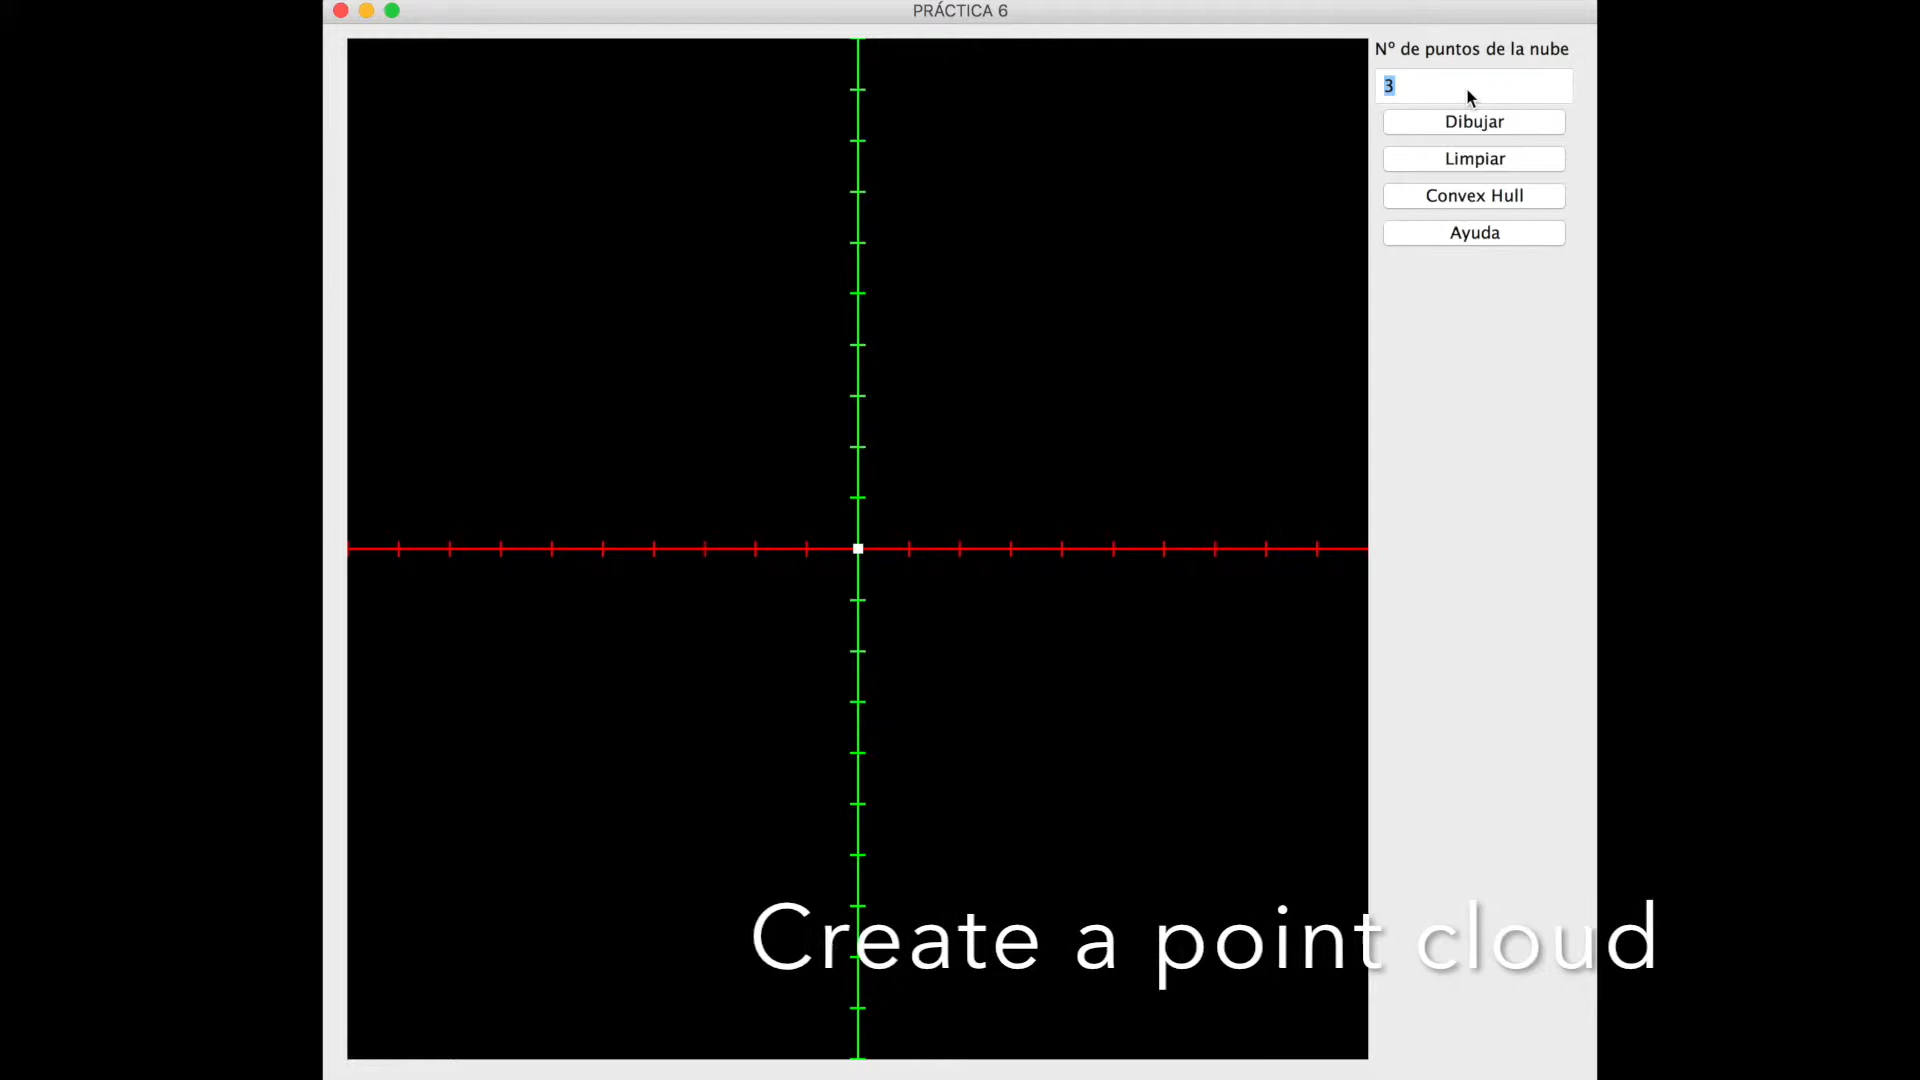 PRÁCTICA 6
Nº de puntos de la nube
3
Dibujar
Limpiar
Convex Hull
Ayuda
Create a point cloud